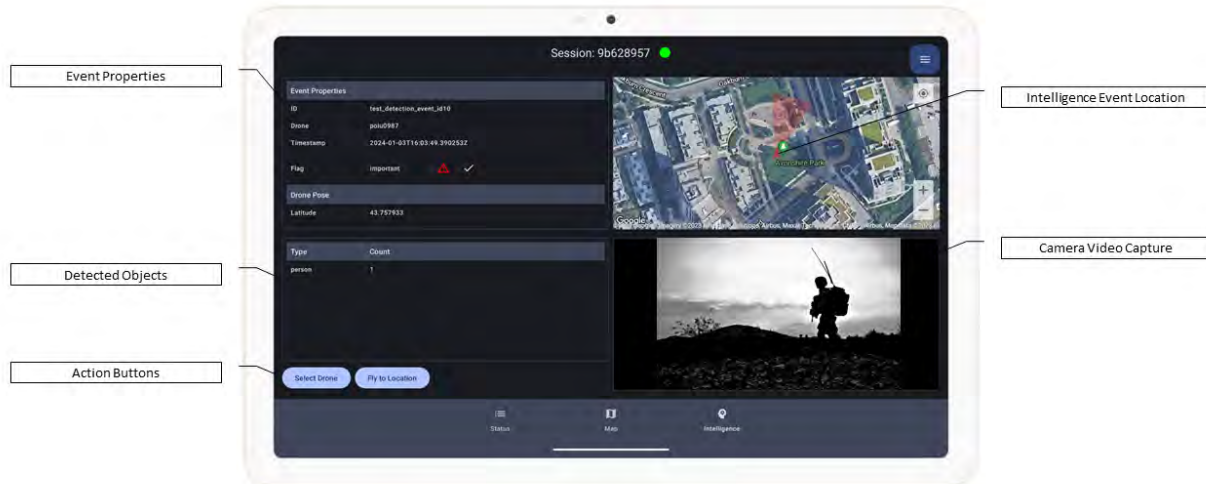 Session: 9b628957
Event Properties
Event Properties
ID test_detection_event_id10
Drone poiu0987
Timestamp 2024-01-03T16:03:49.390253Z
Flag important
Drone Pose
Latitude 43.757933
Intelligence Event Location
Google
Detected Objects
Type Count
person 1
Camera Video Capture
Action Buttons
Select Drone Fly to Location
Status Map Intelligence